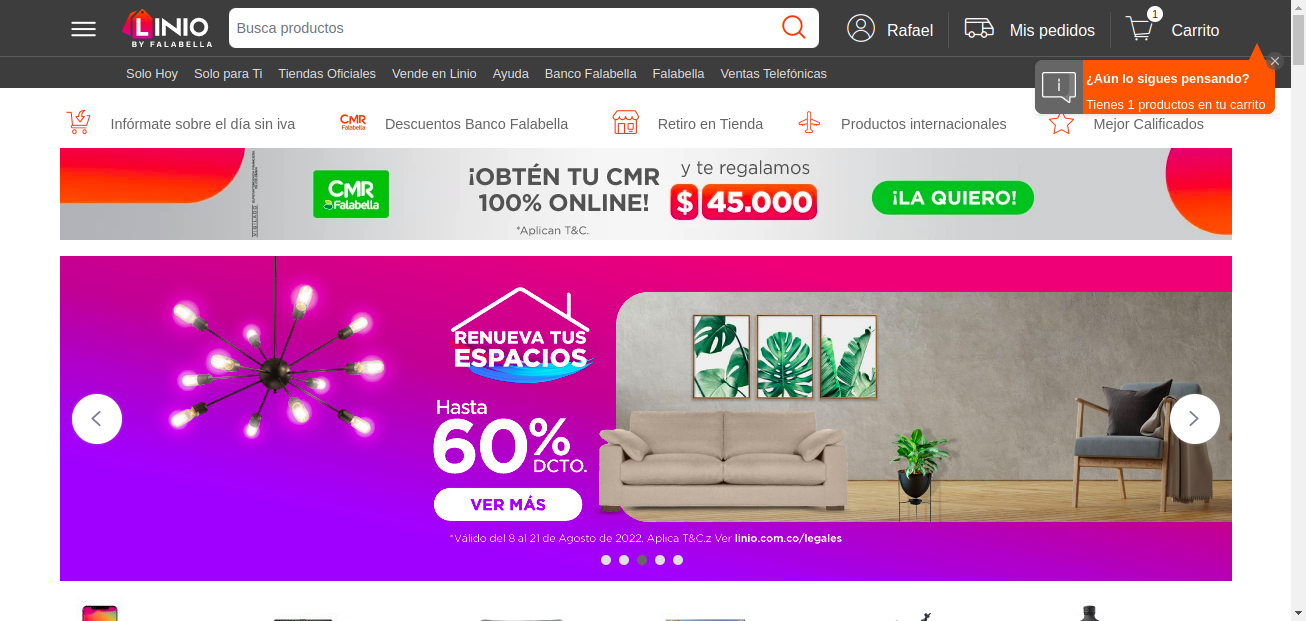 LINIO
BY FALABELLA
Busca productos
Rafael
Mis pedidos
1
Carrito
Solo Hoy
Solo para Ti
Tiendas Oficiales
Vende en Linio
Ayuda
Banco Falabella
Falabella
Ventas Telefónicas
¿Aún lo sigues pensando?
Tienes 1 productos en tu carrito
Infórmate sobre el día sin iva
CMR
Falabella
Descuentos Banco Falabella
Retiro en Tienda
Productos internacionales
Mejor Calificados
VIGILADO
CMR
Falabella
¡OBTÉN TU CMR
100% ONLINE!
*Aplican T&C.
y te regalamos
$ 45.000
¡LA QUIERO!
RENUEVA TUS
ESPACIOS
Hasta
60%
DCTO.
VER MÁS
*Válido del 8 al 21 de Agosto de 2022. Aplica T&C.z Ver linio.com.co/legales